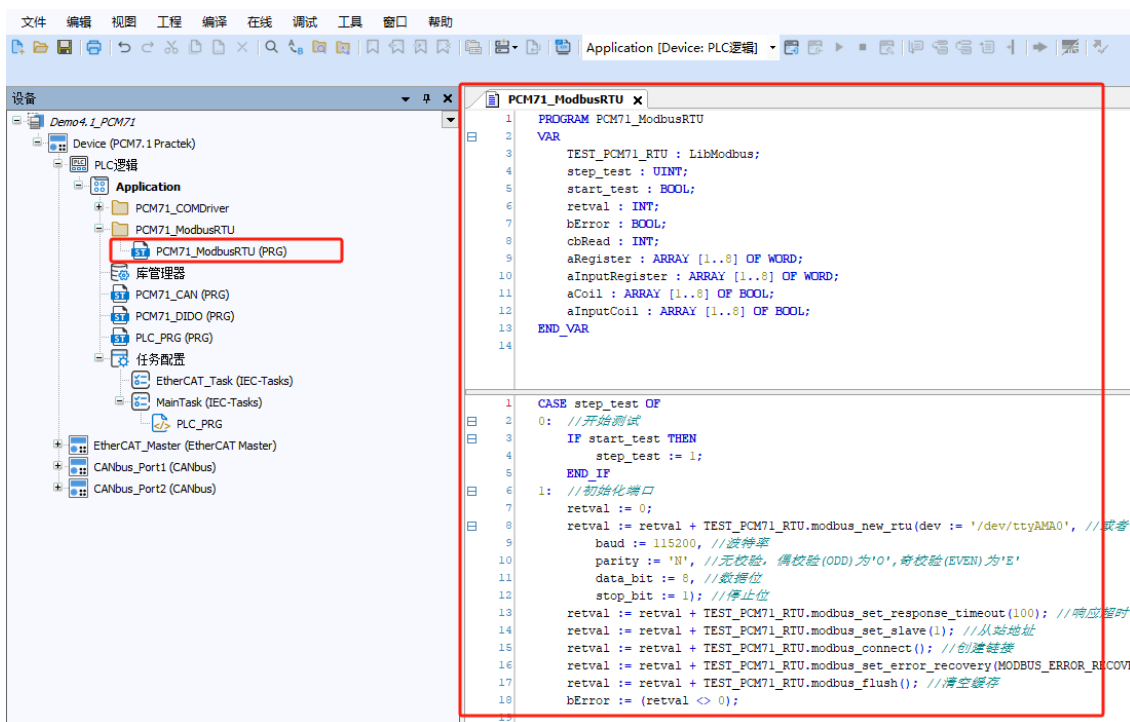 文件 编辑 视图 工程 编译 在线 调试 工具 窗口 帮助
Application [Device: PLC逻辑]
设备
Demo4.1_PCM71
Device (PCM7.1 Practek)
PLC逻辑
Application
PCM71_COMDriver
PCM71_ModbusRTU
PCM71_ModbusRTU (PRG)
库管理器
PCM71_CAN (PRG)
PCM71_DIDO (PRG)
PLC_PRG (PRG)
任务配置
EtherCAT_Task (IEC-Tasks)
MainTask (IEC-Tasks)
PLC_PRG
EtherCAT_Master (EtherCAT Master)
CANbus_Port1 (CANbus)
CANbus_Port2 (CANbus)
PCM71_ModbusRTU
1 PROGRAM PCM71_ModbusRTU
2 VAR
3 TEST_PCM71_RTU : LibModbus;
4 step_test : UINT;
5 start_test : BOOL;
6 retval : INT;
7 bError : BOOL;
8 cbRead : INT;
9 aRegister : ARRAY [1..8] OF WORD;
10 aInputRegister : ARRAY [1..8] OF WORD;
11 aCoil : ARRAY [1..8] OF BOOL;
12 aInputCoil : ARRAY [1..8] OF BOOL;
13 END_VAR
14
1 CASE step_test OF
2 0: //开始测试
3 IF start_test THEN
4 step_test := 1;
5 END_IF
6 1: //初始化端口
7 retval := 0;
8 retval := retval + TEST_PCM71_RTU.modbus_new_rtu(dev := '/dev/ttyAMA0', //或者
9 baud := 115200, //波特率
10 parity := 'N', //无校验, 偶校验(ODD)为'O',奇校验(EVEN)为'E'
11 data_bit := 8, //数据位
12 stop_bit := 1); //停止位
13 retval := retval + TEST_PCM71_RTU.modbus_set_response_timeout(100); //响应超时
14 retval := retval + TEST_PCM71_RTU.modbus_set_slave(1); //从站地址
15 retval := retval + TEST_PCM71_RTU.modbus_connect(); //创建链接
16 retval := retval + TEST_PCM71_RTU.modbus_set_error_recovery(MODBUS_ERROR_RECOV
17 retval := retval + TEST_PCM71_RTU.modbus_flush(); //清空缓存
18 bError := (retval <> 0);
19